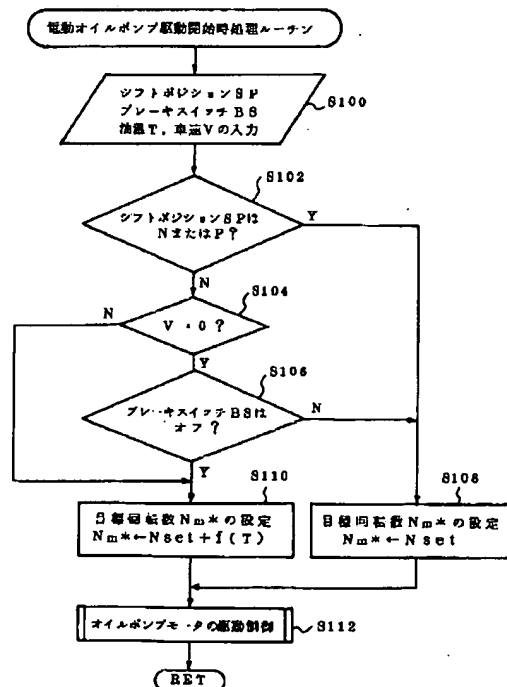 電動オイルポンプ駆動開始時処理ルーチン
シフトポジションSP
ブレーキスイッチBS
油温T，車速Vの入力
S100
S102
シフトポジションSPは
NまたはP？
Y
N
S104
N
V＝0？
Y
S106
ブレーキスイッチBSは
オフ？
N
Y
S110
目標回転数Nm*の設定
Nm*←Nset+f(T)
S108
目標回転数Nm*の設定
Nm*←Nset
オイルポンプモータの駆動制御
S112
RET